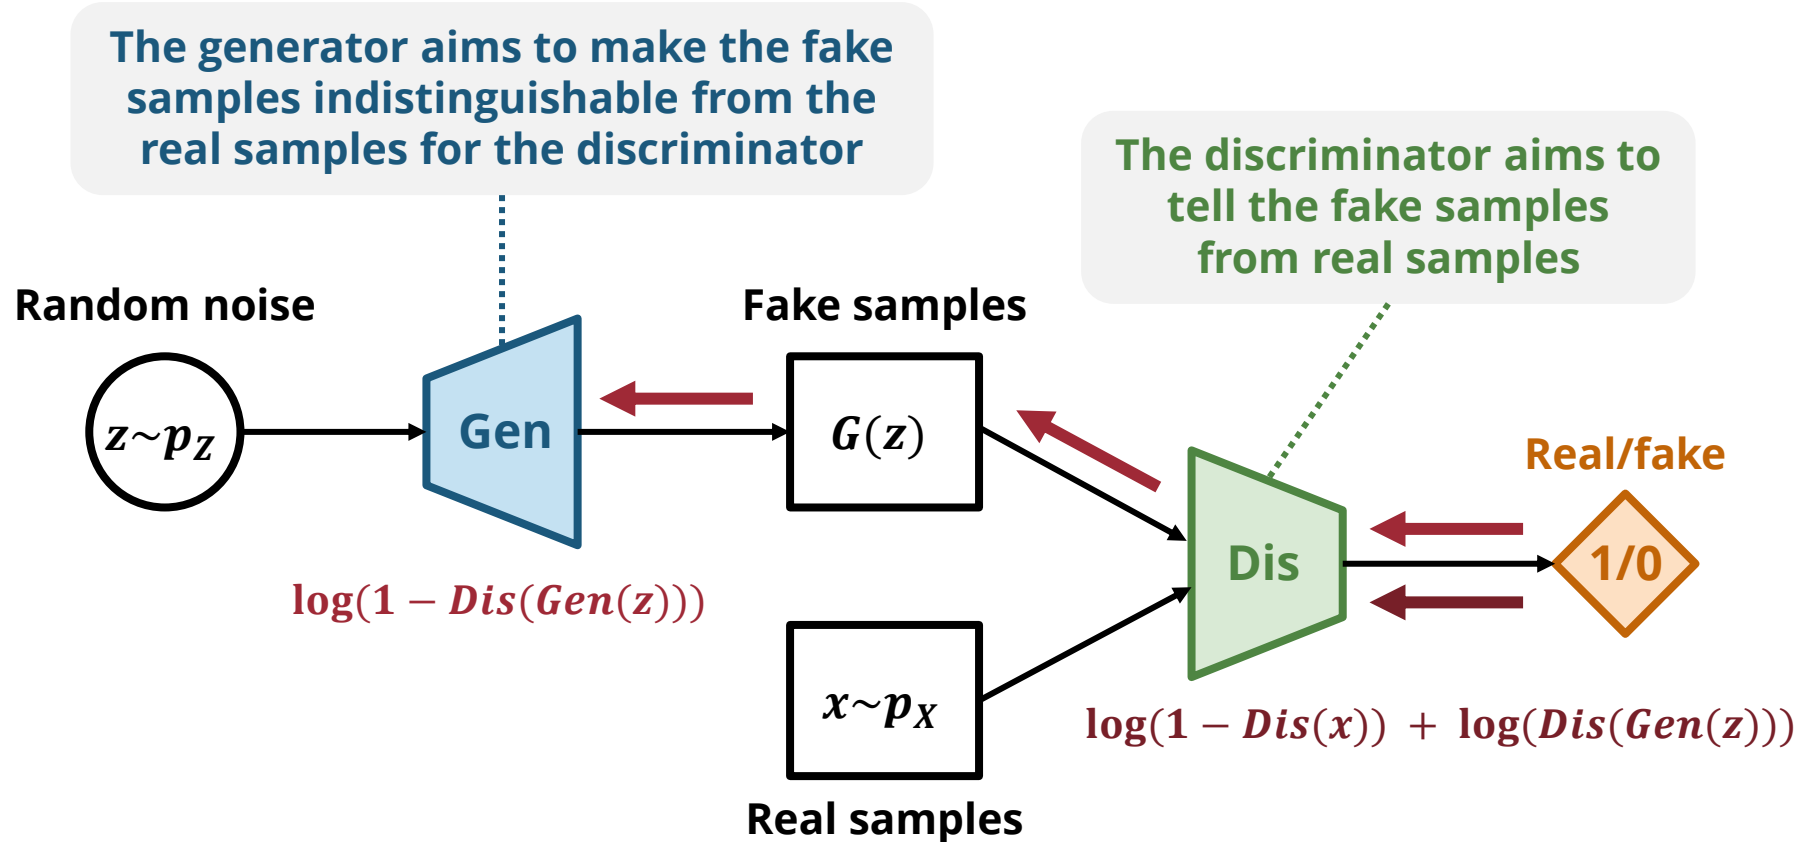 The generator aims to make the fake
samples indistinguishable from the
real samples for the discriminator
The discriminator aims to
tell the fake samples
from real samples
Random noise
Fake samples
z~p_Z
Gen
G(z)
Real/fake
Dis
1/0
log(1 − Dis(Gen(z)))
x~p_X
log(1 − Dis(x)) + log(Dis(Gen(z)))
Real samples